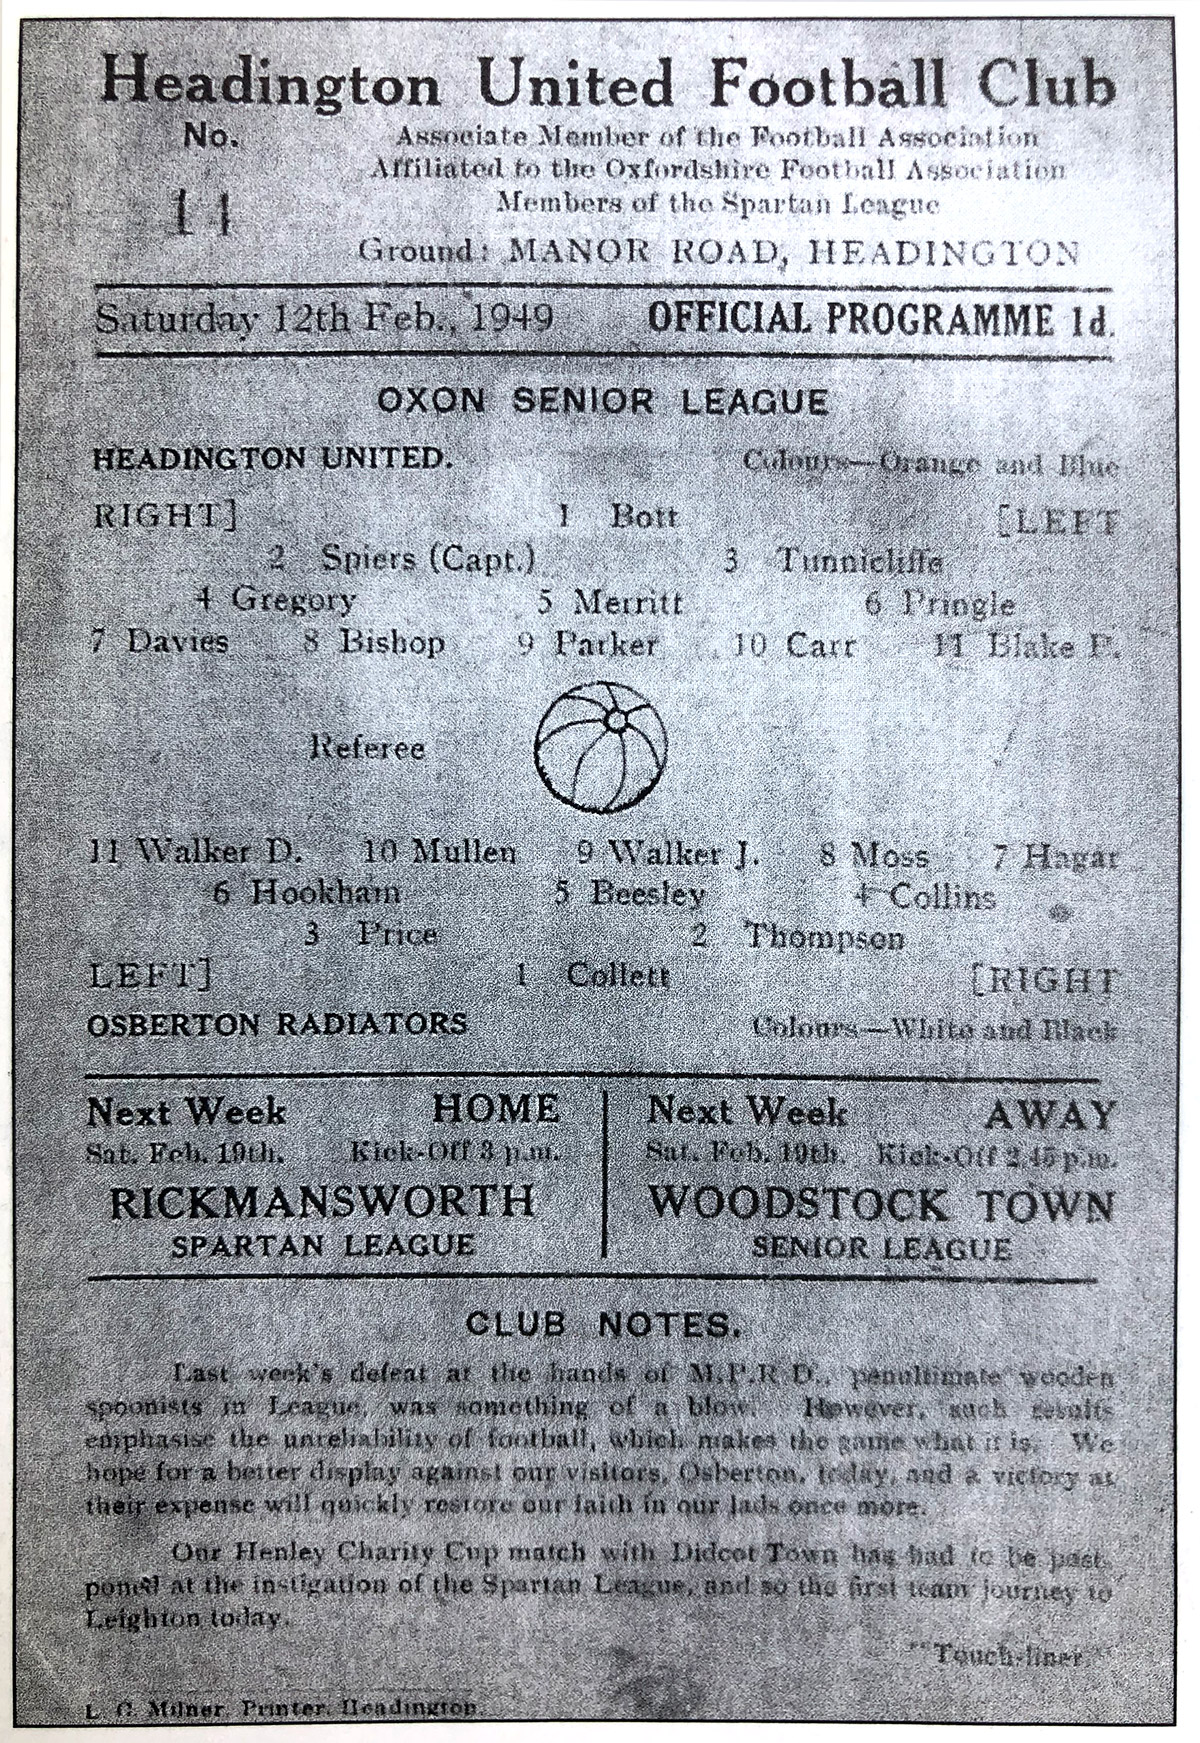 Headington United Football Club
No. Associate Member of the Football Association
Affiliated to the Oxfordshire Football Association
14 Members of the Spartan League
Ground: MANOR ROAD, HEADINGTON
Saturday 12th Feb., 1949 OFFICIAL PROGRAMME 1d.
OXON SENIOR LEAGUE
HEADINGTON UNITED. Colours—Orange and Blue
RIGHT] 1 Bott [LEFT
2 Spiers (Capt.) 3 Tunnicliffe
4 Gregory 5 Merritt 6 Pringle
7 Davies 8 Bishop 9 Parker 10 Carr 11 Blake P.
Referee
11 Walker D. 10 Mullen 9 Walker J. 8 Moss 7 Hagar
6 Hookham 5 Beesley 4 Collins
3 Price 2 Thompson
LEFT] 1 Collett [RIGHT
OSBERTON RADIATORS Colours—White and Black
Next Week HOME
Sat. Feb. 19th. Kick-Off 3 p.m.
RICKMANSWORTH
SPARTAN LEAGUE
Next Week AWAY
Sat. Feb. 19th. Kick-Off 2.45 p.m.
WOODSTOCK TOWN
SENIOR LEAGUE
CLUB NOTES.
Last week's defeat at the hands of M.P.R.D., penultimate wooden
spoonists in League, was something of a blow. However, such results
emphasise the unreliability of football, which makes the game what it is. We
hope for a better display against our visitors, Osberton, today, and a victory at
their expense will quickly restore our faith in our lads once more.
Our Henley Charity Cup match with Didcot Town has had to be post-
poned at the instigation of the Spartan League, and so the first team journey to
Leighton today.
"Touch-liner"
L. C. Milner, Printer, Headington.